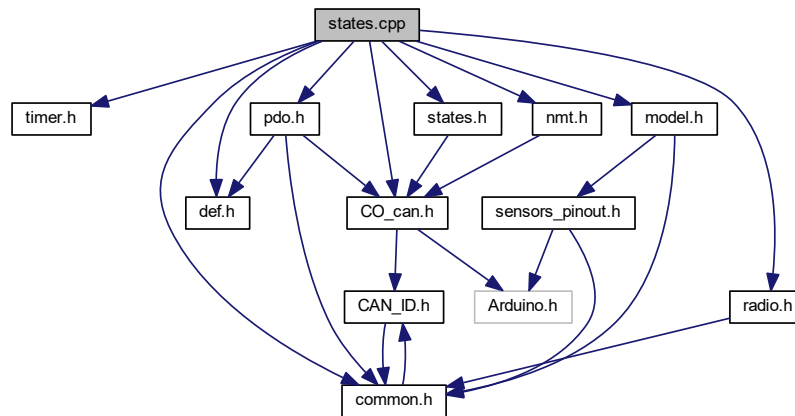 states.cpp
timer.h
pdo.h
states.h
nmt.h
model.h
def.h
CO_can.h
sensors_pinout.h
CAN_ID.h
Arduino.h
radio.h
common.h